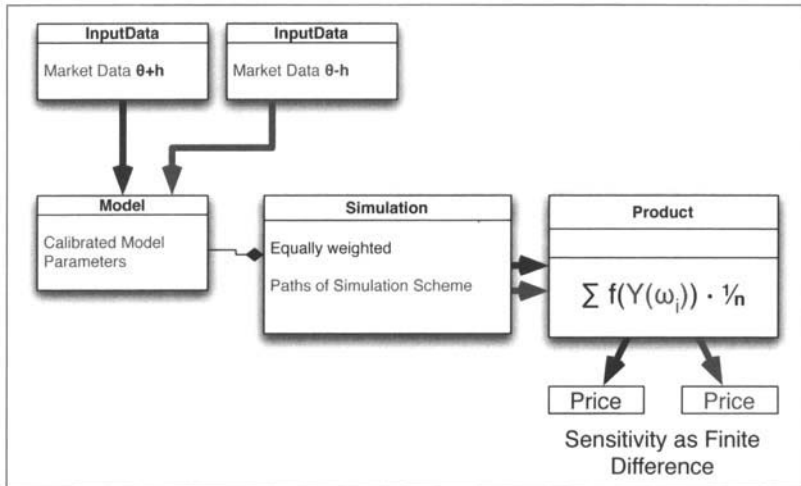 InputData
Market Data θ+h
InputData
Market Data θ-h
Model
Calibrated Model
Parameters
Simulation
Equally weighted
Paths of Simulation Scheme
Product
∑ f(Y(ωᵢ)) · ¹⁄n
Price
Price
Sensitivity as Finite
Difference